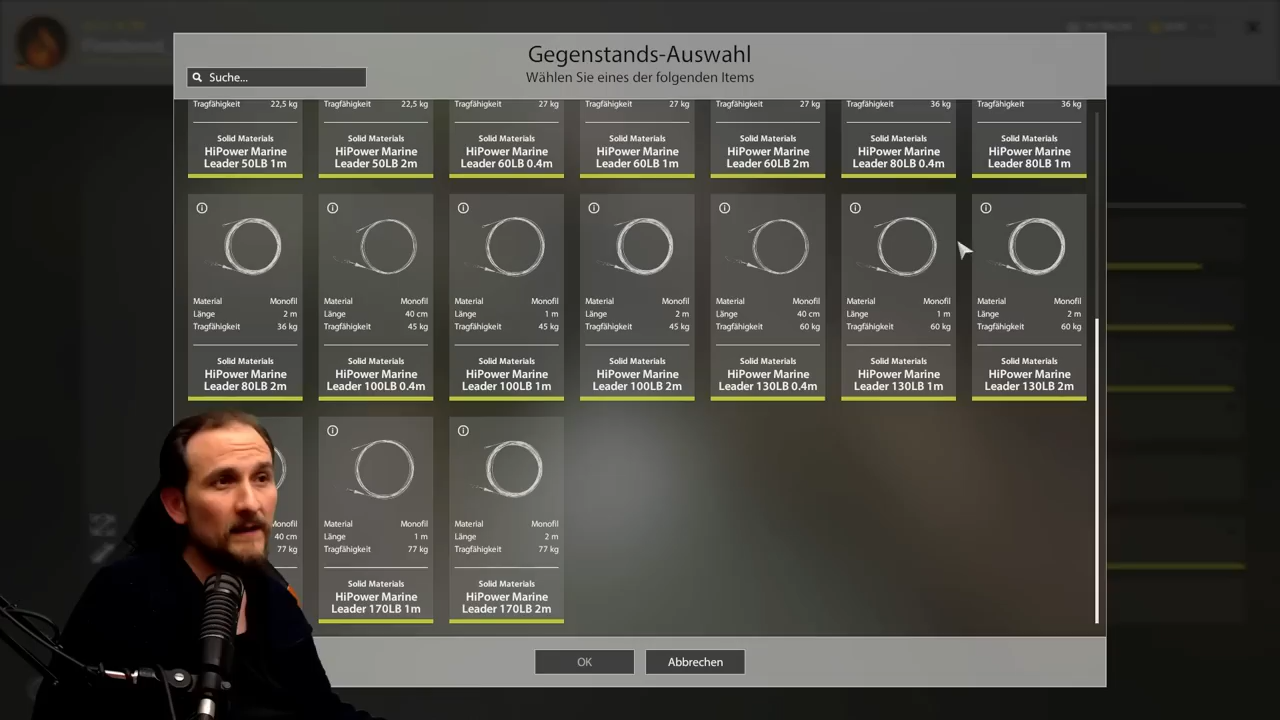 Gegenstands-Auswahl
Suche...
Wählen Sie eines der folgenden Items
Tragfähigkeit 22,5 kg
Solid Materials
HiPower Marine
Leader 50LB 1m
Tragfähigkeit 22,5 kg
Solid Materials
HiPower Marine
Leader 50LB 2m
Tragfähigkeit 27 kg
Solid Materials
HiPower Marine
Leader 60LB 0.4m
Tragfähigkeit 27 kg
Solid Materials
HiPower Marine
Leader 60LB 1m
Tragfähigkeit 27 kg
Solid Materials
HiPower Marine
Leader 60LB 2m
Tragfähigkeit 36 kg
Solid Materials
HiPower Marine
Leader 80LB 0.4m
Tragfähigkeit 36 kg
Solid Materials
HiPower Marine
Leader 80LB 1m
Material Monofil
Länge 2 m
Tragfähigkeit 36 kg
Solid Materials
HiPower Marine
Leader 80LB 2m
Material Monofil
Länge 40 cm
Tragfähigkeit 45 kg
Solid Materials
HiPower Marine
Leader 100LB 0.4m
Material Monofil
Länge 1 m
Tragfähigkeit 45 kg
Solid Materials
HiPower Marine
Leader 100LB 1m
Material Monofil
Länge 2 m
Tragfähigkeit 45 kg
Solid Materials
HiPower Marine
Leader 100LB 2m
Material Monofil
Länge 40 cm
Tragfähigkeit 60 kg
Solid Materials
HiPower Marine
Leader 130LB 0.4m
Material Monofil
Länge 1 m
Tragfähigkeit 60 kg
Solid Materials
HiPower Marine
Leader 130LB 1m
Material Monofil
Länge 2 m
Tragfähigkeit 60 kg
Solid Materials
HiPower Marine
Leader 130LB 2m
40 cm
77 kg
Material Monofil
Länge 1 m
Tragfähigkeit 77 kg
Solid Materials
HiPower Marine
Leader 170LB 1m
Material Monofil
Länge 2 m
Tragfähigkeit 77 kg
Solid Materials
HiPower Marine
Leader 170LB 2m
OK
Abbrechen